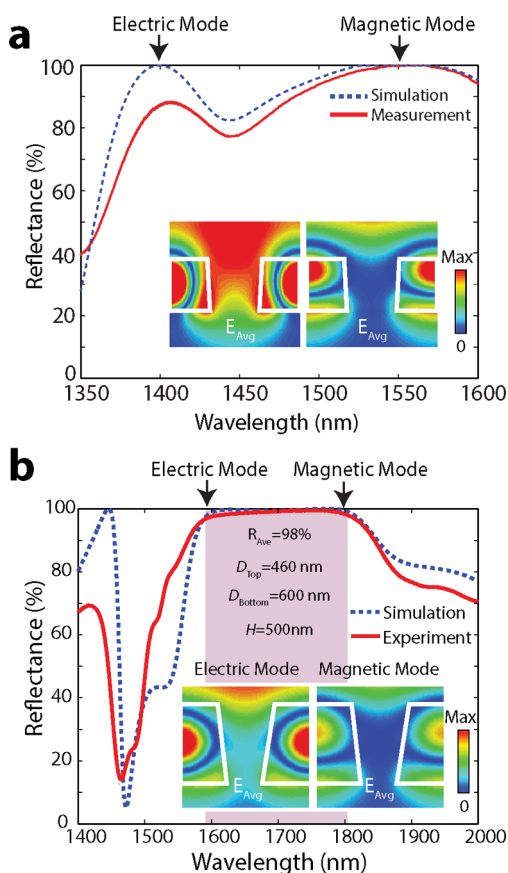 a
Electric Mode
Magnetic Mode
100
80
60
40
20
0
Reflectance (%)
Simulation
Measurement
Max
0
E_Avg
E_Avg
1350
1400
1450
1500
1550
1600
Wavelength (nm)
b
Electric Mode
Magnetic Mode
100
80
60
40
20
0
Reflectance (%)
R_Ave=98%
D_Top=460 nm
D_Bottom=600 nm
H=500nm
Simulation
Experiment
Electric Mode
Magnetic Mode
Max
0
E_Avg
E_Avg
1400
1500
1600
1700
1800
1900
2000
Wavelength (nm)